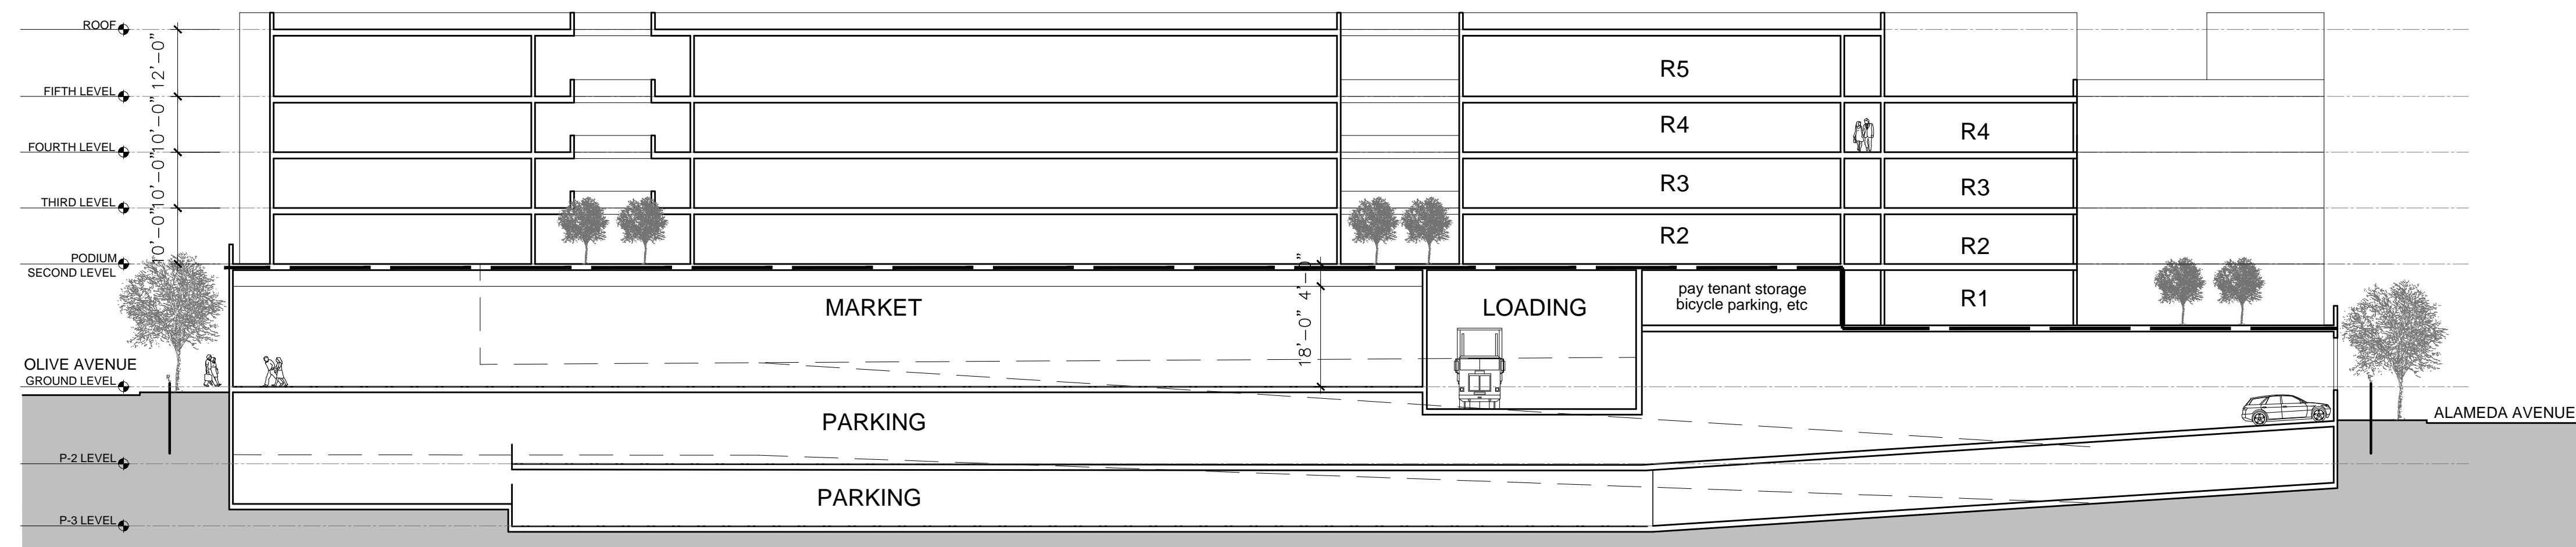 ROOF
12'-0"
R5
FIFTH LEVEL
10'-0"
R4
R4
FOURTH LEVEL
10'-0"
R3
R3
THIRD LEVEL
10'-0"
R2
R2
PODIUM
SECOND LEVEL
4'-0"
pay tenant storage
bicycle parking, etc
R1
MARKET
LOADING
18'-0"
OLIVE AVENUE
GROUND LEVEL
ALAMEDA AVENUE
PARKING
P-2 LEVEL
PARKING
P-3 LEVEL